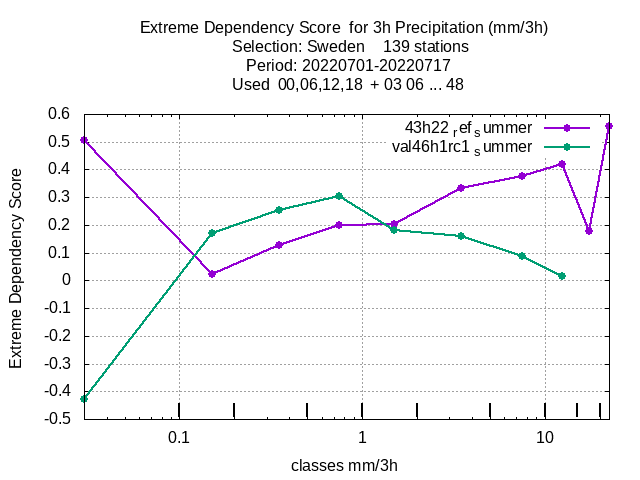 Extreme Dependency Score  for 3h Precipitation (mm/3h)
Selection: Sweden    139 stations
Period: 20220701-20220717
Used  00,06,12,18  + 03 06 ... 48
43h22 ref summer
val46h1rc1 summer
Extreme Dependency Score
0.6
0.5
0.4
0.3
0.2
0.1
0
-0.1
-0.2
-0.3
-0.4
-0.5
0.1 1 10
classes mm/3h